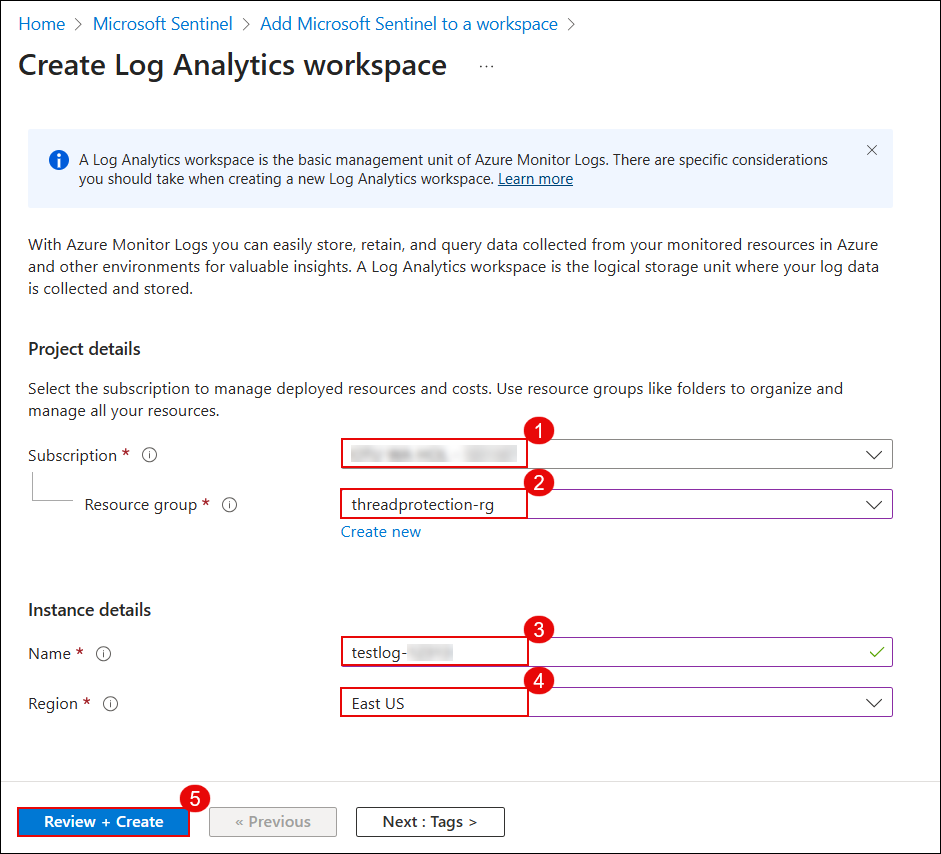 Home > Microsoft Sentinel > Add Microsoft Sentinel to a workspace >
Create Log Analytics workspace ...
A Log Analytics workspace is the basic management unit of Azure Monitor Logs. There are specific considerations
you should take when creating a new Log Analytics workspace. Learn more
With Azure Monitor Logs you can easily store, retain, and query data collected from your monitored resources in Azure
and other environments for valuable insights. A Log Analytics workspace is the logical storage unit where your log data
is collected and stored.
Project details
Select the subscription to manage deployed resources and costs. Use resource groups like folders to organize and
manage all your resources.
1
Subscription *
2
Resource group * threadprotection-rg
Create new
Instance details
3
Name * testlog-
4
Region * East US
5
Review + Create « Previous Next : Tags >